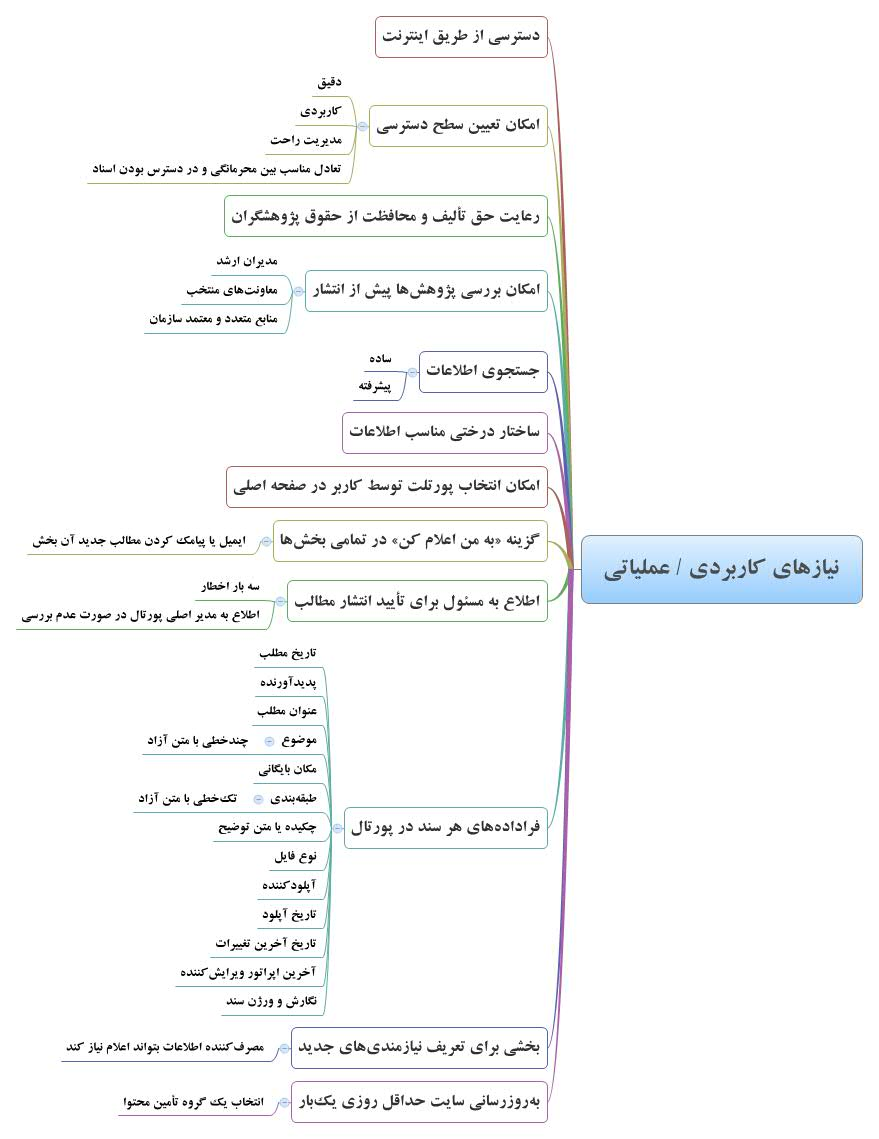 نیازهای کاربردی / عملیاتی
دسترسی از طریق اینترنت
امکان تعیین سطح دسترسی
دقیق
کاربردی
مدیریت راحت
تعادل مناسب بین محرمانگی و در دسترس بودن اسناد
رعایت حق تألیف و محافظت از حقوق پژوهشگران
امکان بررسی پژوهش‌ها پیش از انتشار
مدیران ارشد
معاونت‌های منتخب
منابع متعدد و معتمد سازمان
جستجوی اطلاعات
ساده
پیشرفته
ساختار درختی مناسب اطلاعات
امکان انتخاب پورتلت توسط کاربر در صفحه اصلی
گزینه «به من اعلام کن» در تمامی بخش‌ها
ایمیل یا پیامک کردن مطالب جدید آن بخش
اطلاع به مسئول برای تأیید انتشار مطالب
سه بار اخطار
اطلاع به مدیر اصلی پورتال در صورت عدم بررسی
فراداده‌های هر سند در پورتال
تاریخ مطلب
پدیدآورنده
عنوان مطلب
موضوع
چندخطی با متن آزاد
مکان بایگانی
طبقه‌بندی
تک‌خطی با متن آزاد
چکیده یا متن توضیح
نوع فایل
آپلودکننده
تاریخ آپلود
تاریخ آخرین تغییرات
آخرین اپراتور ویرایش‌کننده
نگارش و ورژن سند
بخشی برای تعریف نیازمندی‌های جدید
مصرف‌کننده اطلاعات بتواند اعلام نیاز کند
به‌روزرسانی سایت حداقل روزی یک‌بار
انتخاب یک گروه تأمین محتوا